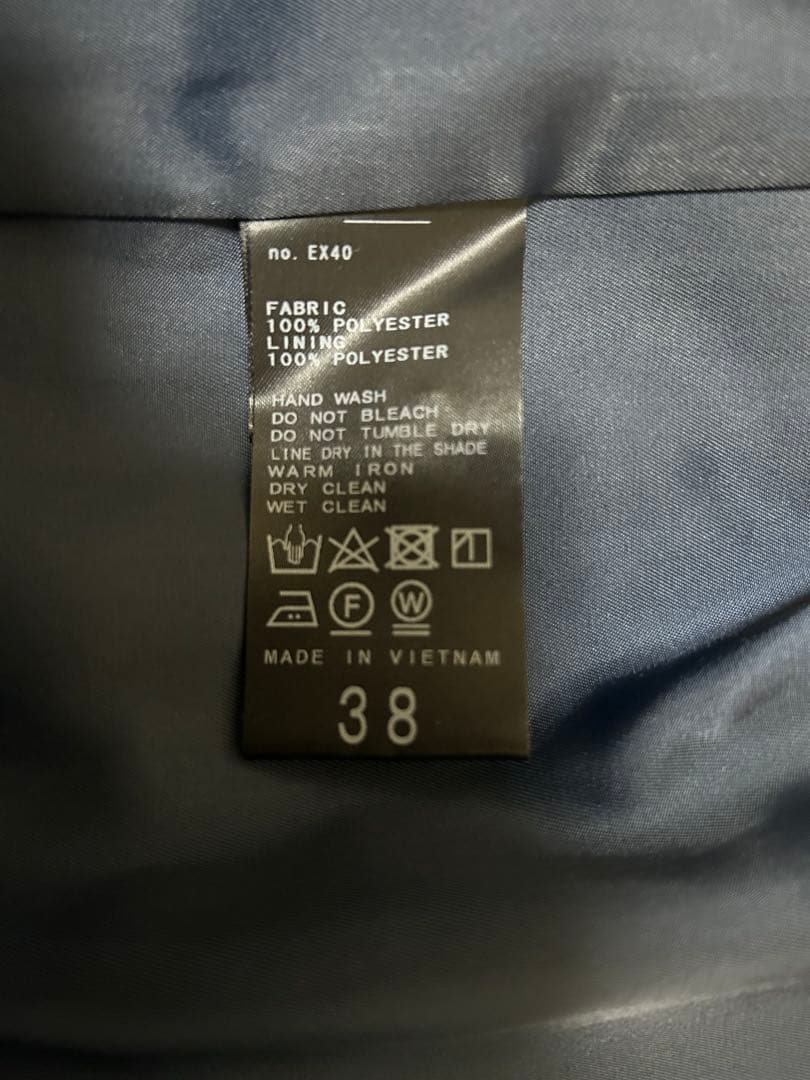 no. EX40
FABRIC
100% POLYESTER
LINING
100% POLYESTER
HAND WASH
DO NOT BLEACH
DO NOT TUMBLE DRY
LINE DRY IN THE SHADE
WARM IRON
DRY CLEAN
WET CLEAN
F W
MADE IN VIETNAM
38